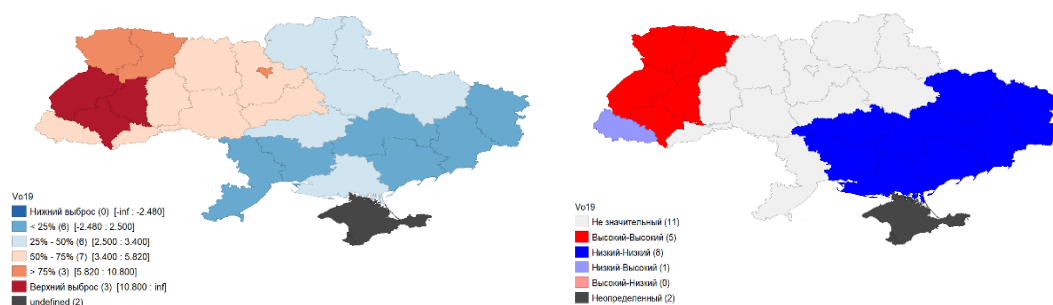 Vo19
Нижний выброс (0) [-inf : -2.480]
< 25% (6) [-2.480 : 2.500]
25% - 50% (6) [2.500 : 3.400]
50% - 75% (7) [3.400 : 5.820]
> 75% (3) [5.820 : 10.800]
Верхний выброс (3) [10.800 : inf]
undefined (2)
Vo19
Не значительный (11)
Высокий-Высокий (5)
Низкий-Низкий (8)
Низкий-Высокий (1)
Высокий-Низкий (0)
Неопределенный (2)